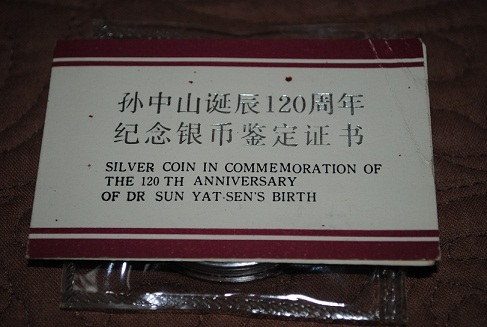 孙中山诞辰120周年
纪念银币鉴定证书
SILVER COIN IN COMMEMORATION OF
THE 120 TH ANNIVERSARY
OF DR SUN YAT-SEN'S BIRTH